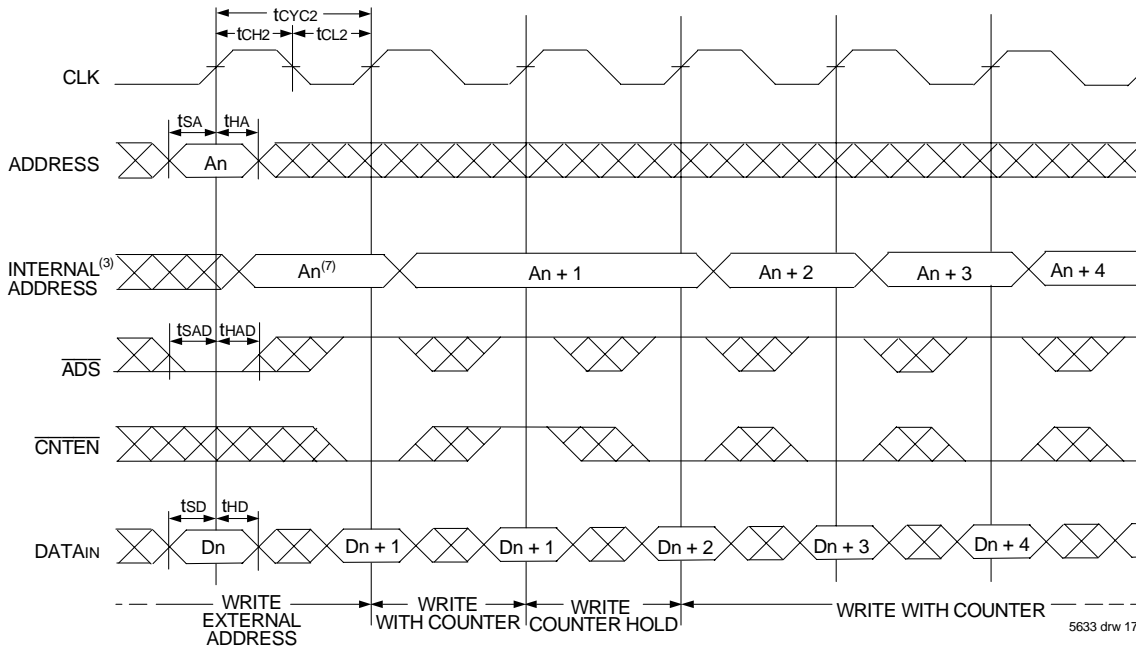 tCYC2
tCH2 tCL2
CLK
tSA tHA
ADDRESS An
INTERNAL(3)
ADDRESS
An(7) An + 1 An + 2 An + 3 An + 4
tSAD tHAD
ADS
CNTEN
tSD tHD
DATAIN Dn Dn + 1 Dn + 1 Dn + 2 Dn + 3 Dn + 4
WRITE
EXTERNAL
ADDRESS
WRITE
WITH COUNTER
WRITE
COUNTER HOLD
WRITE WITH COUNTER
5633 drw 17